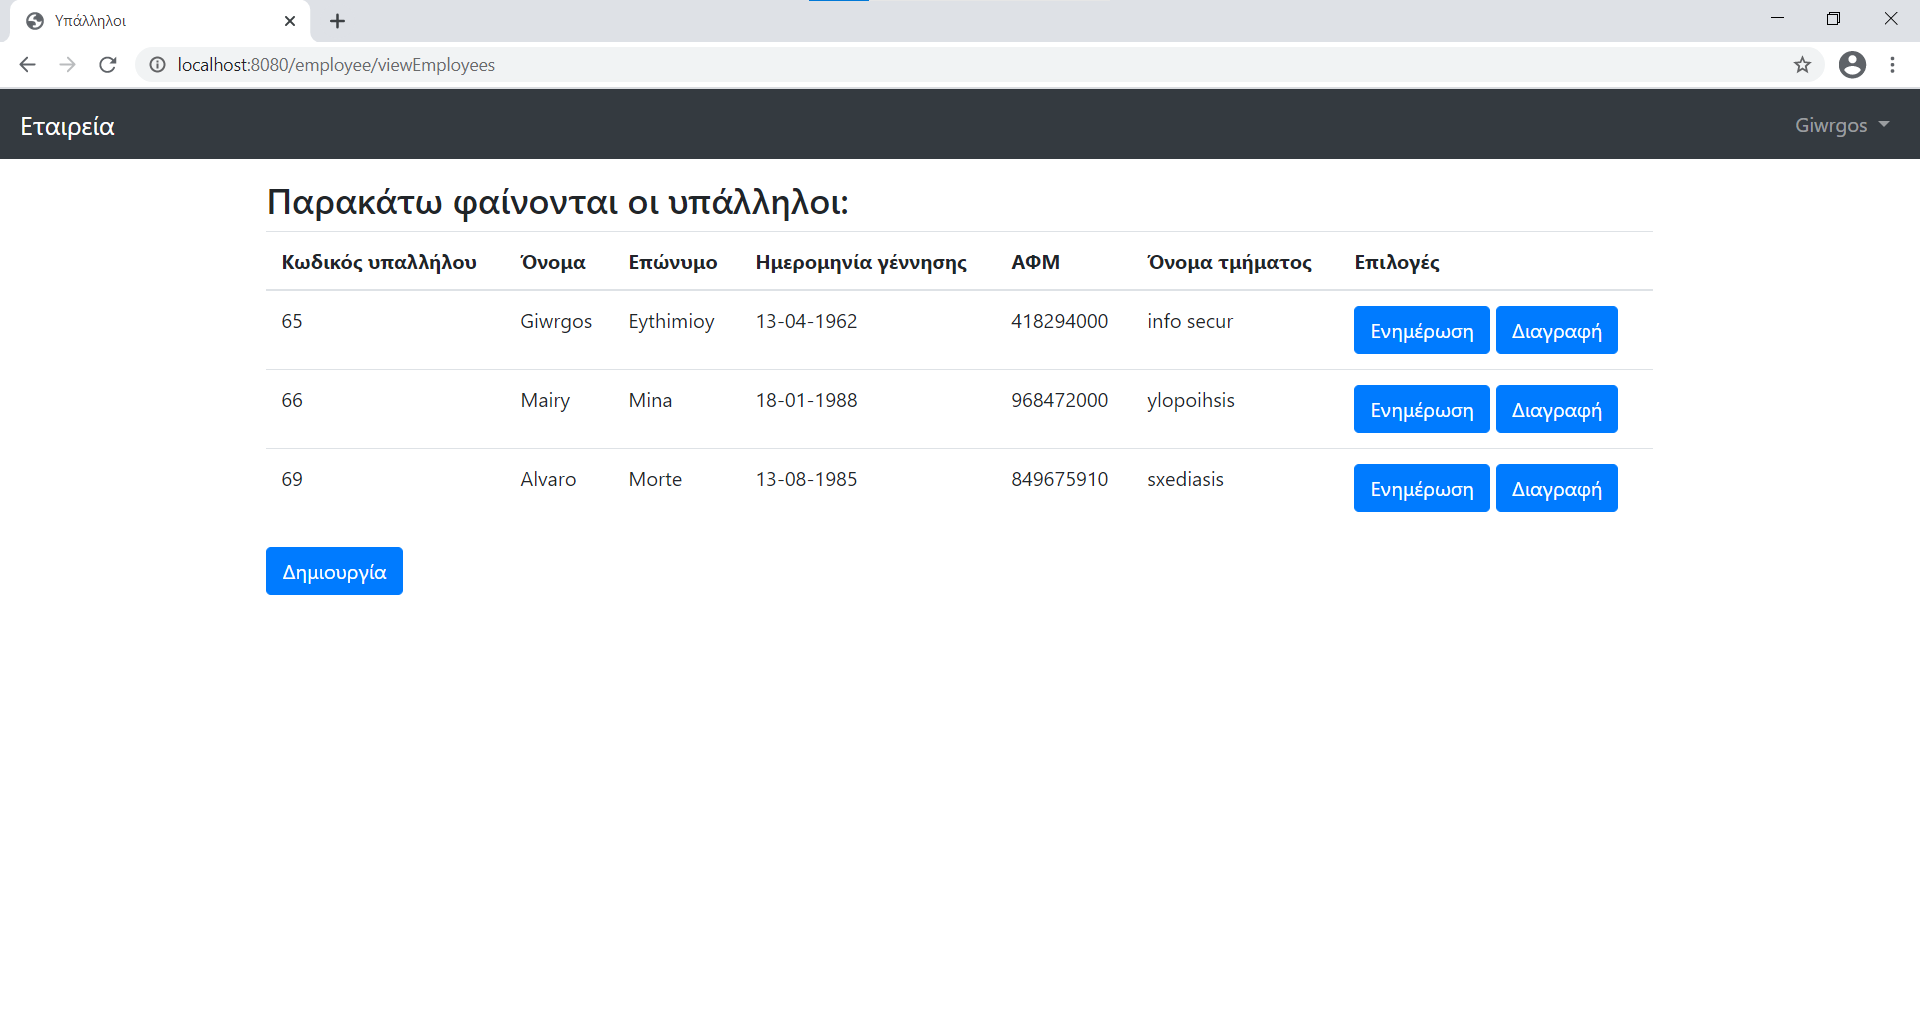 Υπάλληλοι
localhost:8080/employee/viewEmployees
Εταιρεία Giwrgos
Παρακάτω φαίνονται οι υπάλληλοι:
Κωδικός υπαλλήλου Όνομα Επώνυμο Ημερομηνία γέννησης ΑΦΜ Όνομα τμήματος Επιλογές
65 Giwrgos Eythimioy 13-04-1962 418294000 info secur Ενημέρωση Διαγραφή
66 Mairy Mina 18-01-1988 968472000 ylopoihsis Ενημέρωση Διαγραφή
69 Alvaro Morte 13-08-1985 849675910 sxediasis Ενημέρωση Διαγραφή
Δημιουργία